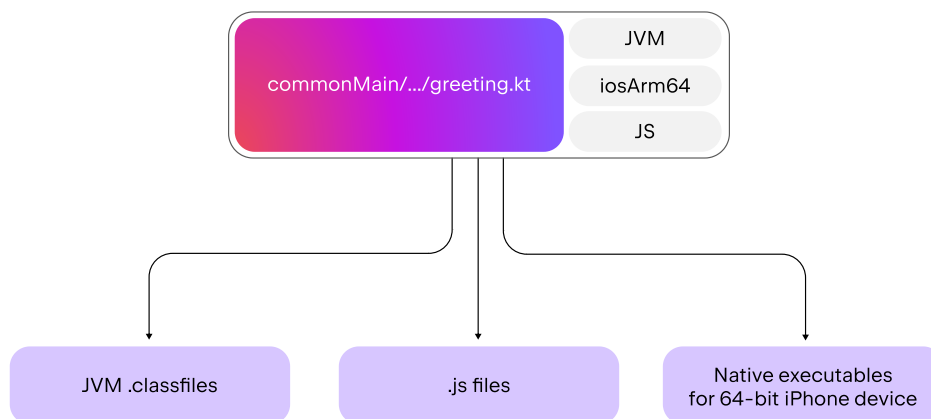 commonMain/.../greeting.kt
JVM
iosArm64
JS
JVM .classfiles
.js files
Native executables
for 64-bit iPhone device